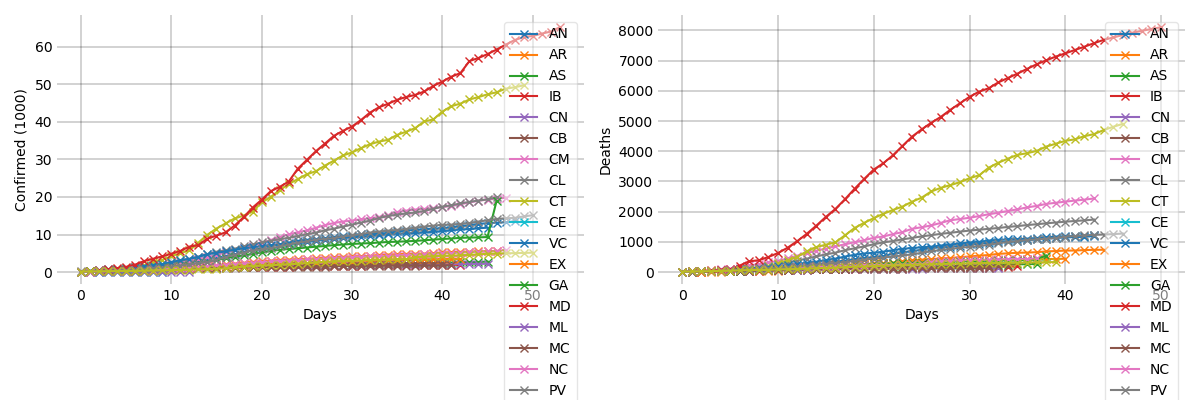 Confirmed (1000)
60
50
40
30
20
10
0
0
10
20
30
40
50
Days
AN
AR
AS
IB
CN
CB
CM
CL
CT
CE
VC
EX
GA
MD
ML
MC
NC
PV
Deaths
8000
7000
6000
5000
4000
3000
2000
1000
0
0
10
20
30
40
50
Days
AN
AR
AS
IB
CN
CB
CM
CL
CT
CE
VC
EX
GA
MD
ML
MC
NC
PV